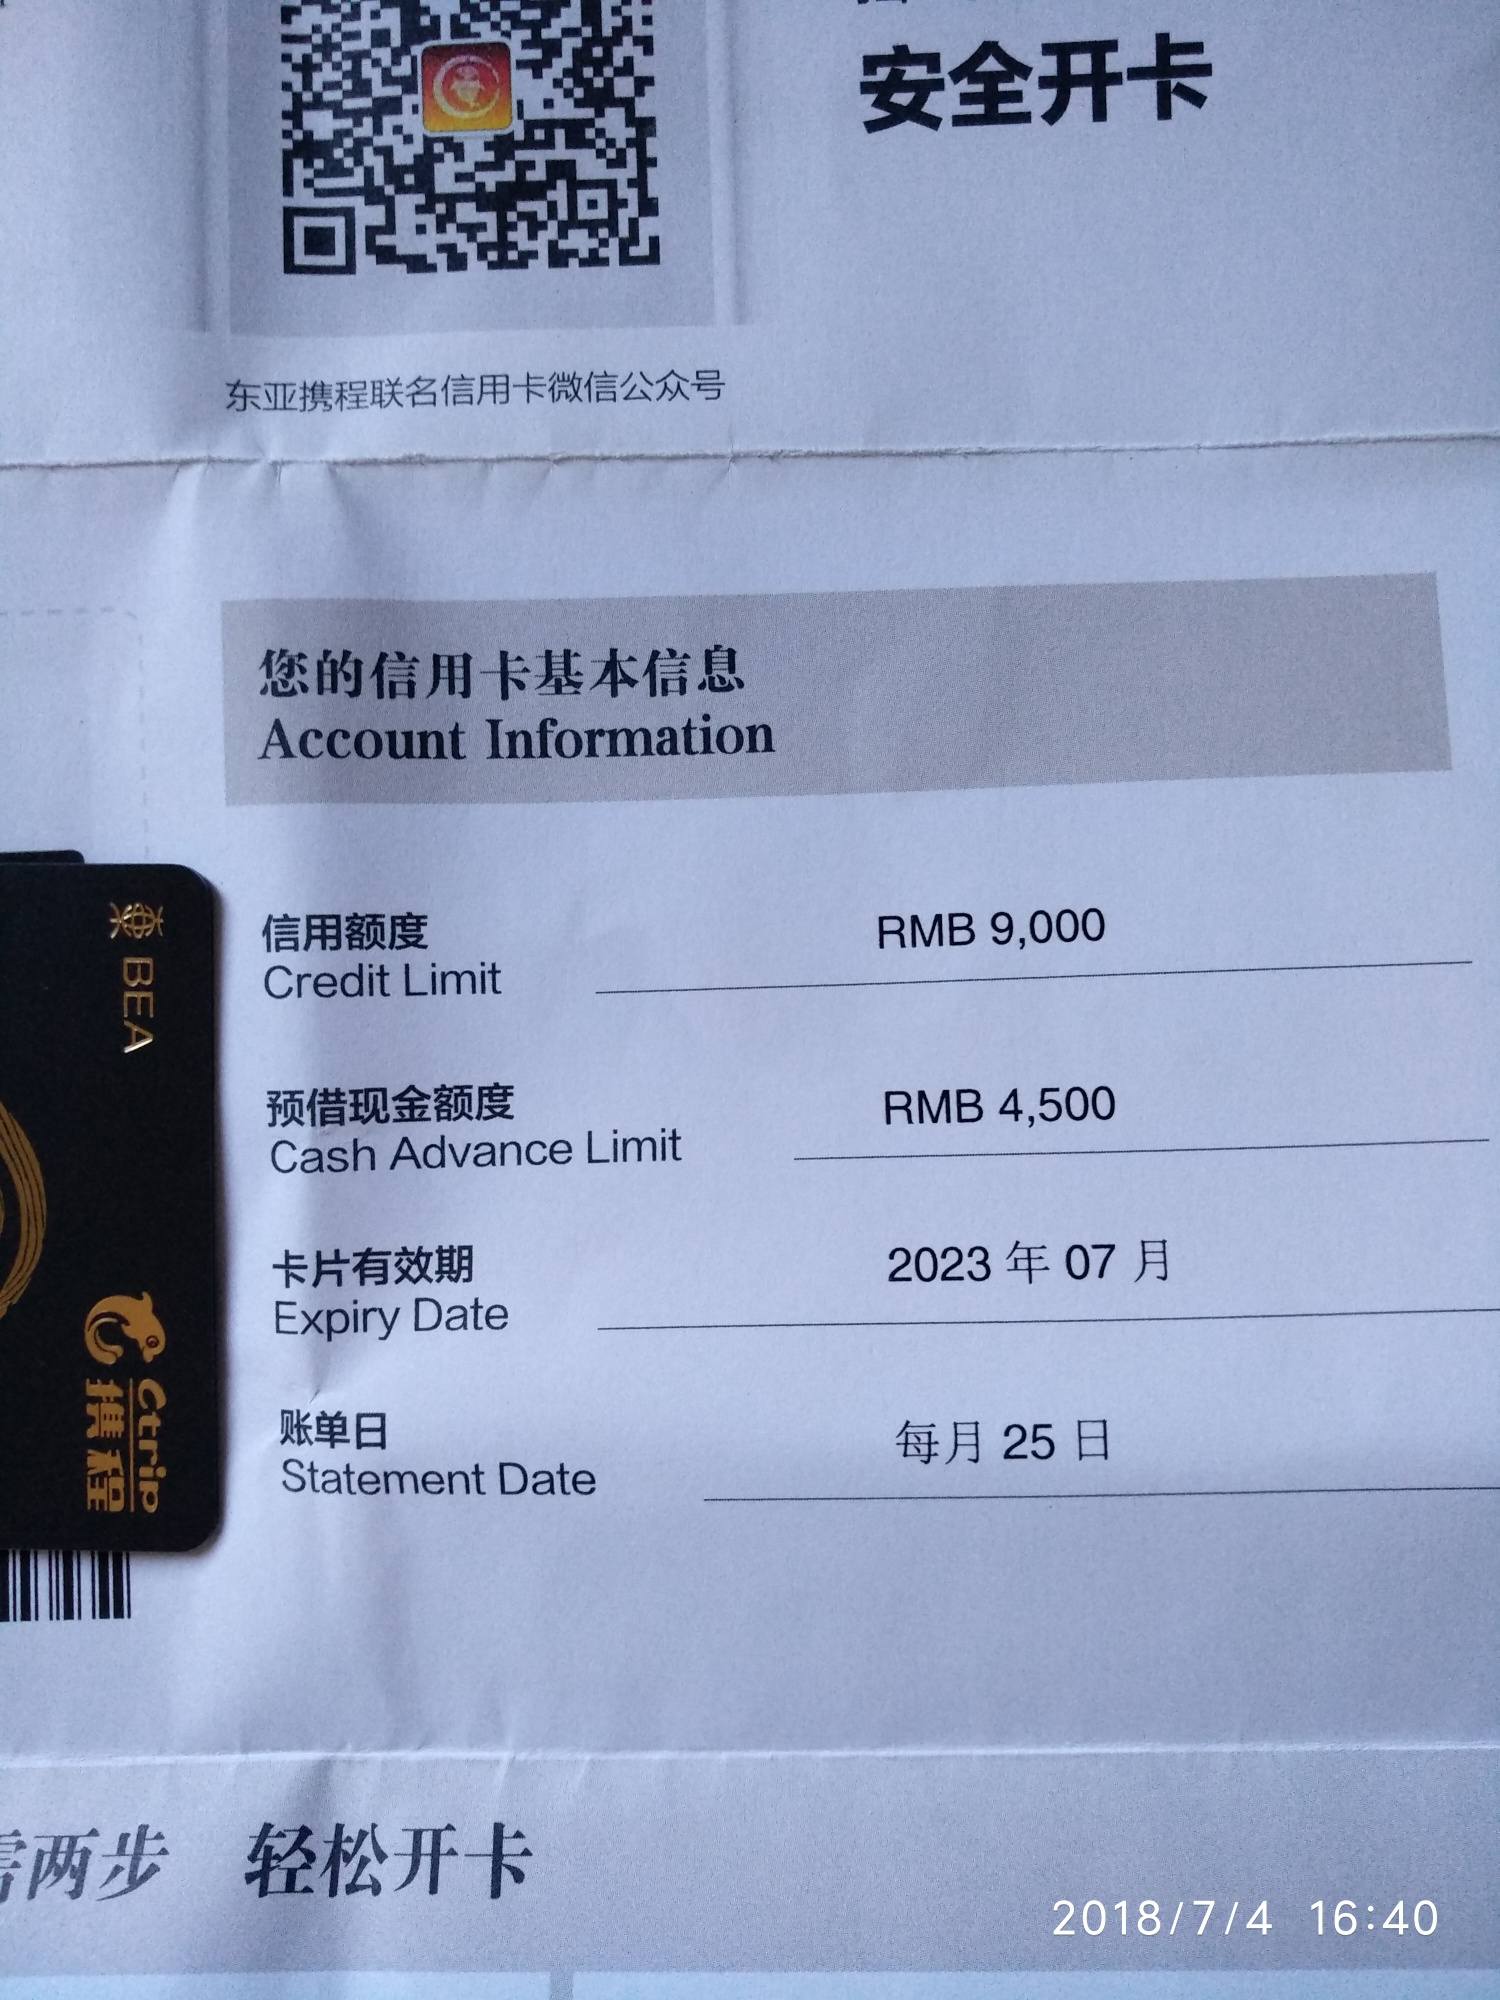 安全开卡
东亚携程联名信用卡微信公众号
您的信用卡基本信息
Account Information
信用额度
Credit Limit
RMB 9,000
预借现金额度
Cash Advance Limit
RMB 4,500
卡片有效期
Expiry Date
2023 年 07 月
账单日
Statement Date
每月 25 日
BEA
Ctrip
携程
需两步 轻松开卡
2018/7/4 16:40